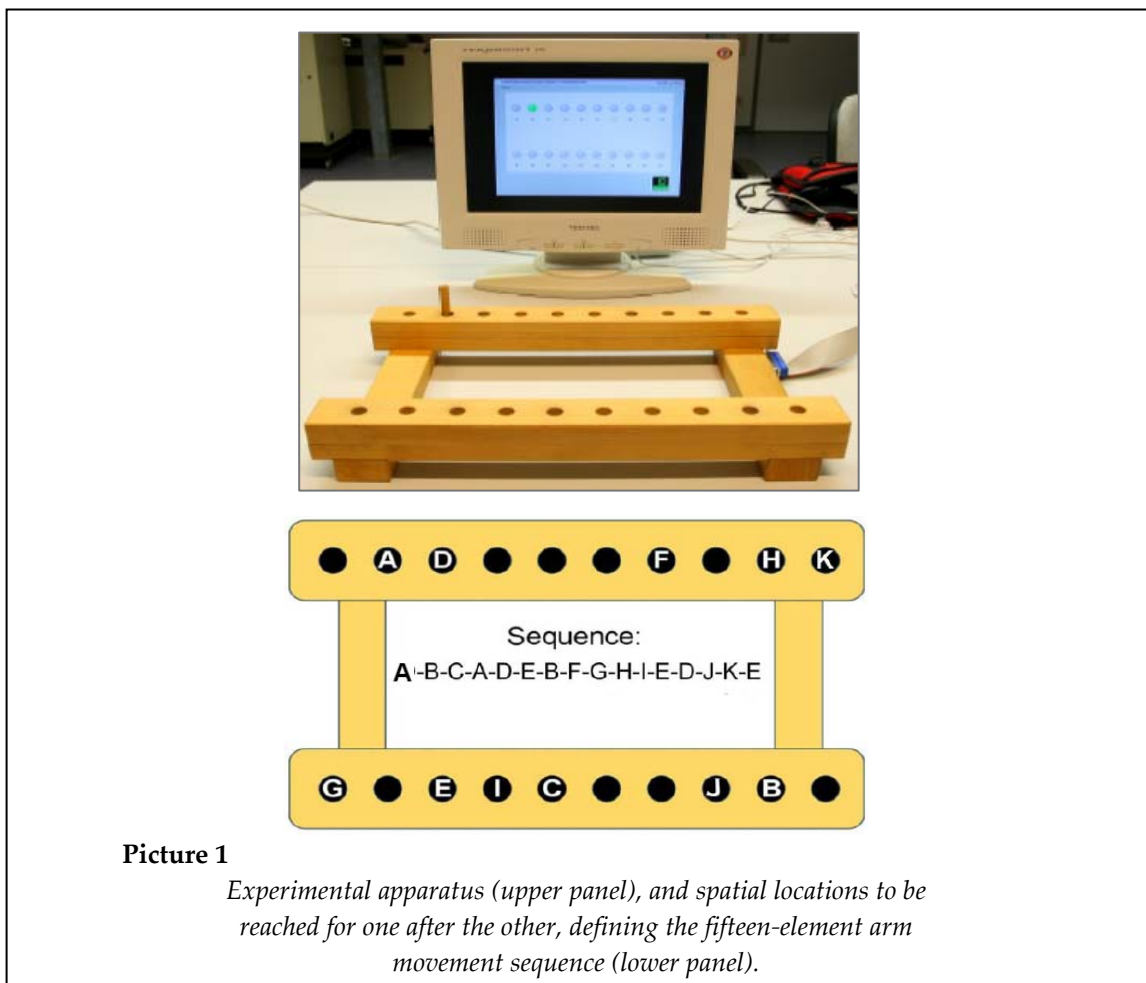 A D F H K
Sequence:
A-B-C-A-D-E-B-F-G-H-I-E-D-J-K-E
G E I C J B
Picture 1
Experimental apparatus (upper panel), and spatial locations to be
reached for one after the other, defining the fifteen-element arm
movement sequence (lower panel).